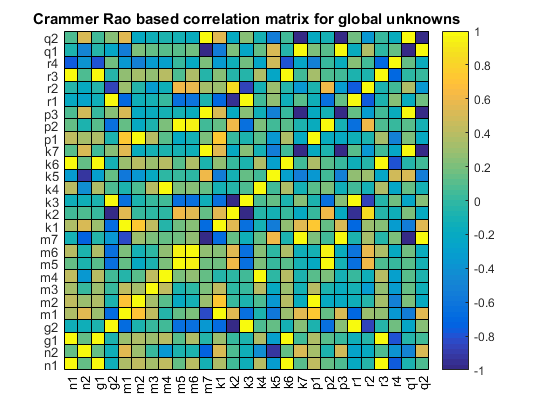 Crammer Rao based correlation matrix for global unknowns
q2
q1
r4
r3
r2
r1
p3
p2
p1
k7
k6
k5
k4
k3
k2
k1
m7
m6
m5
m4
m3
m2
m1
g2
g1
n2
n1
n1 n2 g1 g2 m1 m2 m3 m4 m5 m6 m7 k1 k2 k3 k4 k5 k6 k7 p1 p2 p3 r1 r2 r3 r4 q1 q2
1
0.8
0.6
0.4
0.2
0
-0.2
-0.4
-0.6
-0.8
-1